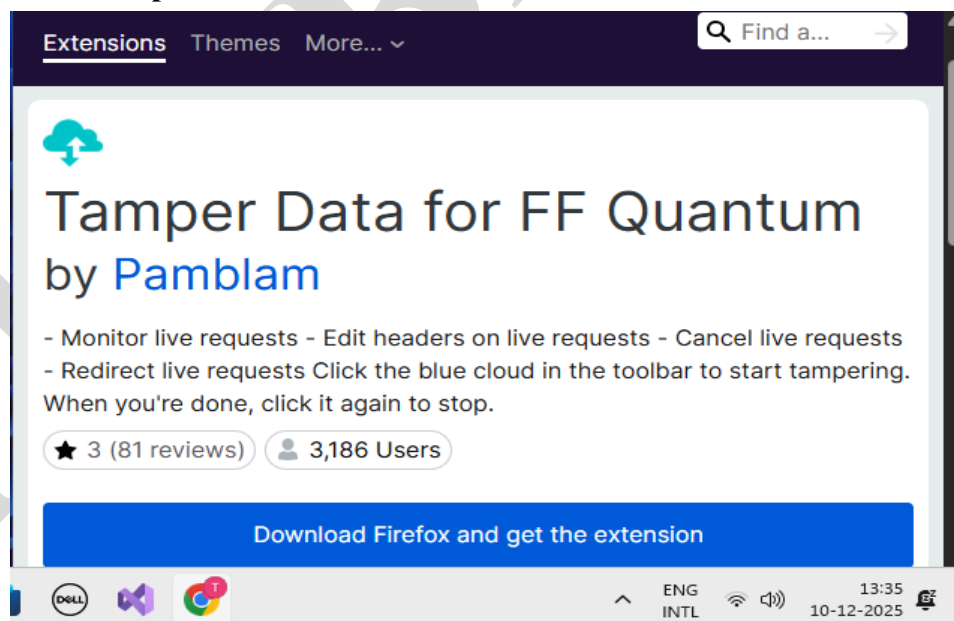 Extensions Themes More... Find a...
Tamper Data for FF Quantum
by Pamblam
- Monitor live requests - Edit headers on live requests - Cancel live requests
- Redirect live requests Click the blue cloud in the toolbar to start tampering.
When you're done, click it again to stop.
3 (81 reviews) 3,186 Users
Download Firefox and get the extension
DELL T ENG 13:35
INTL 10-12-2025